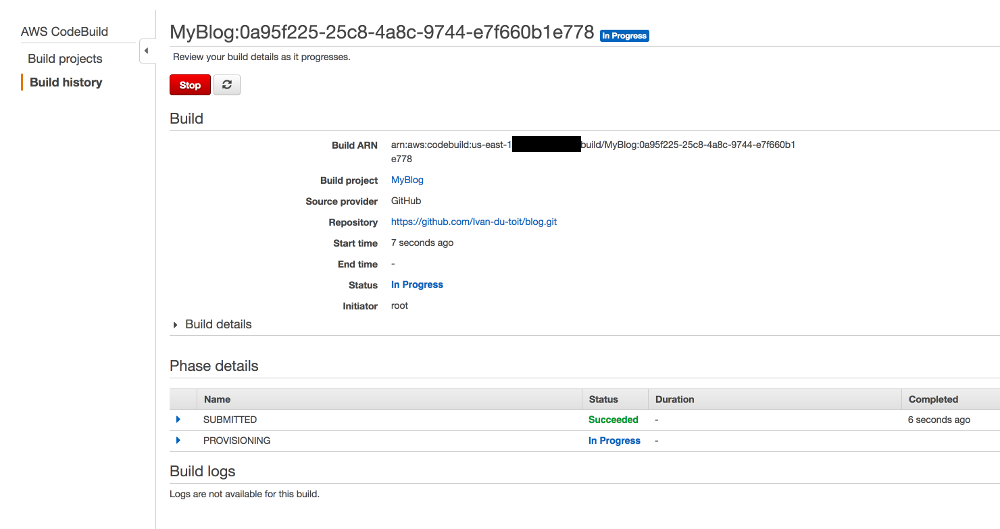 AWS CodeBuild
Build projects
Build history
MyBlog:0a95f225-25c8-4a8c-9744-e7f660b1e778 In Progress
Review your build details as it progresses.
Stop
Build
Build ARN arn:aws:codebuild:us-east-1 build/MyBlog:0a95f225-25c8-4a8c-9744-e7f660b1
e778
Build project MyBlog
Source provider GitHub
Repository https://github.com/Ivan-du-toit/blog.git
Start time 7 seconds ago
End time -
Status In Progress
Initiator root
Build details
Phase details
Name Status Duration Completed
SUBMITTED Succeeded - 6 seconds ago
PROVISIONING In Progress -
Build logs
Logs are not available for this build.